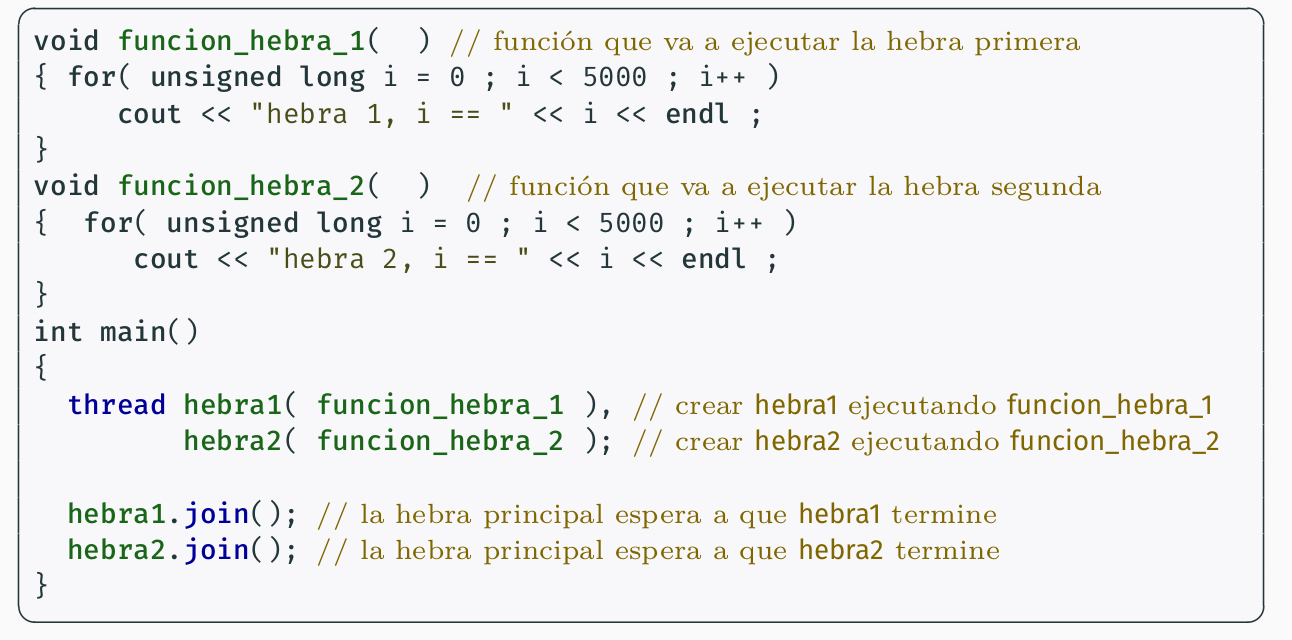 void funcion_hebra_1(  ) // función que va a ejecutar la hebra primera
{ for( unsigned long i = 0 ; i < 5000 ; i++ )
     cout << "hebra 1, i == " << i << endl ;
}
void funcion_hebra_2(  )  // función que va a ejecutar la hebra segunda
{  for( unsigned long i = 0 ; i < 5000 ; i++ )
      cout << "hebra 2, i == " << i << endl ;
}
int main()
{
  thread hebra1( funcion_hebra_1 ), // crear hebra1 ejecutando funcion_hebra_1
         hebra2( funcion_hebra_2 ); // crear hebra2 ejecutando funcion_hebra_2

  hebra1.join(); // la hebra principal espera a que hebra1 termine
  hebra2.join(); // la hebra principal espera a que hebra2 termine
}